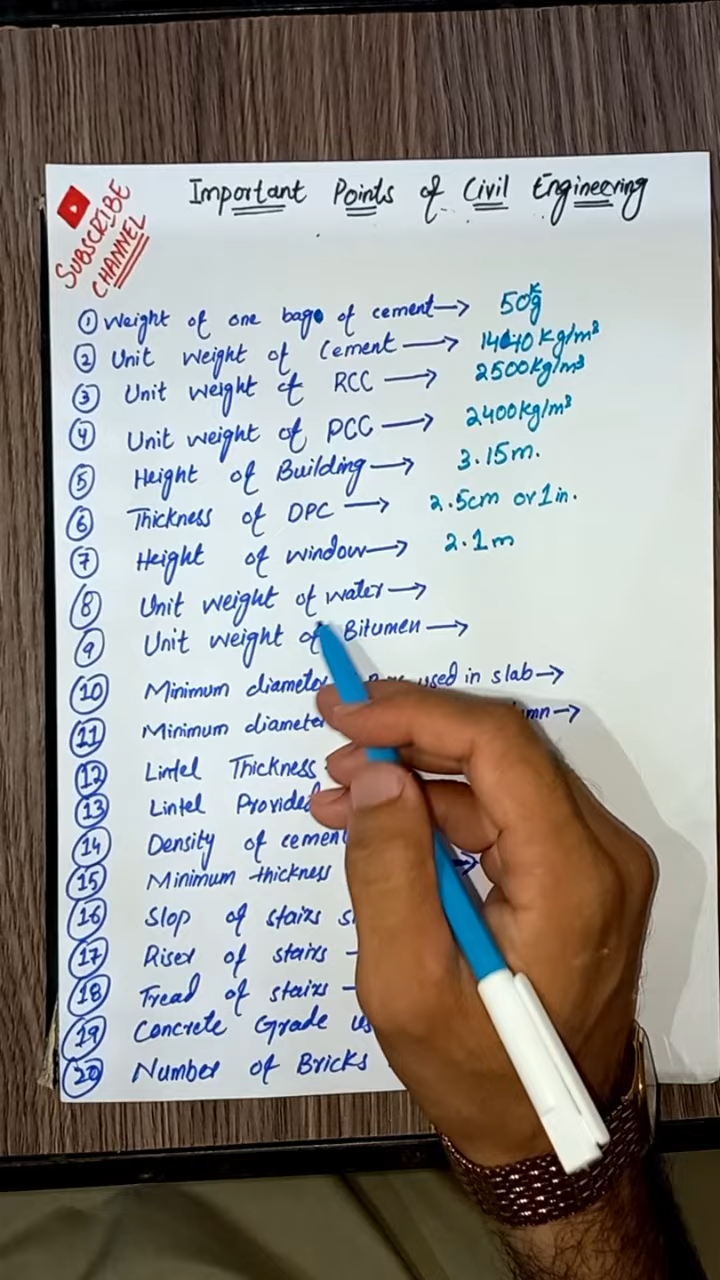 Important Points of Civil Engineering
SUBSCRIBE
CHANNEL
① Weight of one bag of cement → 50kg
② Unit weight of Cement → 1440 Kg/m³
③ Unit weight of RCC → 2500Kg/m³
④ Unit weight of PCC → 2400Kg/m³
⑤ Height of Building → 3.15m.
⑥ Thickness of DPC → 2.5cm or 1 in.
⑦ Height of window → 2.1m
⑧ Unit weight of water →
⑨ Unit weight of Bitumen →
⑩ Minimum diameter used in slab →
⑪ Minimum diameter →
⑫ Lintel Thickness
⑬ Lintel Provided
⑭ Density of cement
⑮ Minimum thickness →
⑯ Slop of stairs
⑰ Riser of stairs
⑱ Tread of stairs
⑲ Concrete Grade
⑳ Number of Bricks